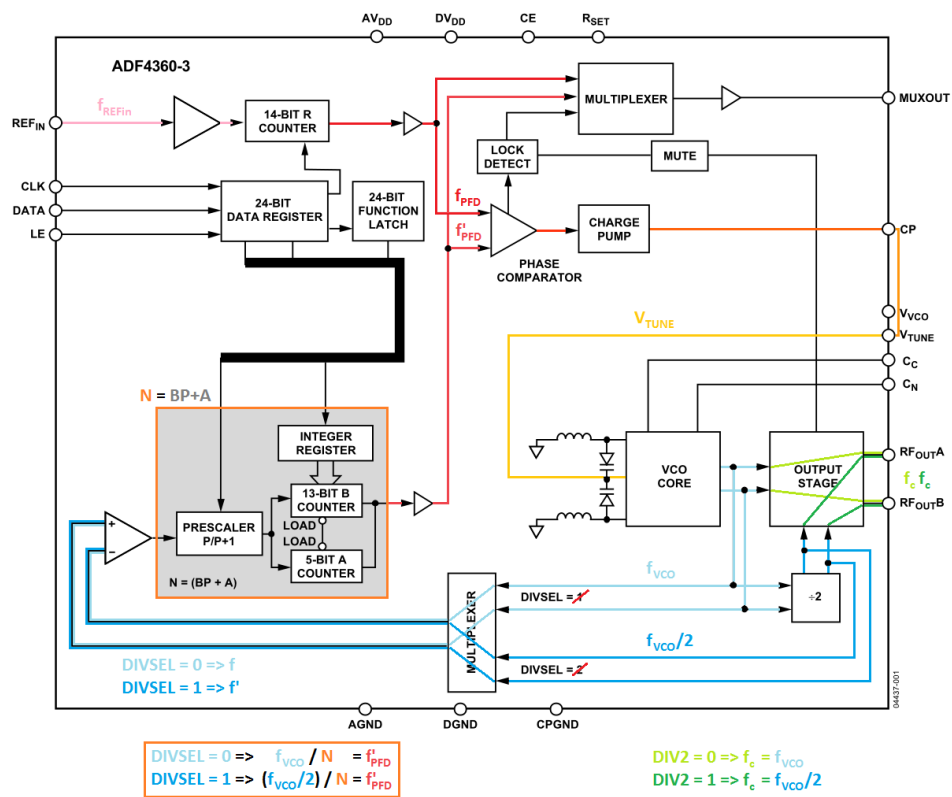 AVDD DVDD CE RSET
ADF4360-3
MULTIPLEXER
MUXOUT
fREFin
REFIN
14-BIT R
COUNTER
LOCK
DETECT
MUTE
CLK
DATA
LE
24-BIT
DATA REGISTER
24-BIT
FUNCTION
LATCH
fPFD
f'PFD
CHARGE
PUMP
CP
PHASE
COMPARATOR
VVCO
VTUNE
VTUNE
CC
CN
N = BP+A
INTEGER
REGISTER
VCO
CORE
OUTPUT
STAGE
RFOUTA
fc fc
RFOUTB
13-BIT B
COUNTER
PRESCALER
P/P+1
LOAD
LOAD
5-BIT A
COUNTER
N = (BP + A)
+
−
MULTIPLEXER
fVCO
DIVSEL = 1
÷2
fVCO/2
DIVSEL = 2
DIVSEL = 0 => f
DIVSEL = 1 => f'
04437-001
AGND DGND CPGND
DIVSEL = 0 => fVCO / N = f'PFD
DIVSEL = 1 => (fVCO/2) / N = f'PFD
DIV2 = 0 => fc = fVCO
DIV2 = 1 => fc = fVCO/2